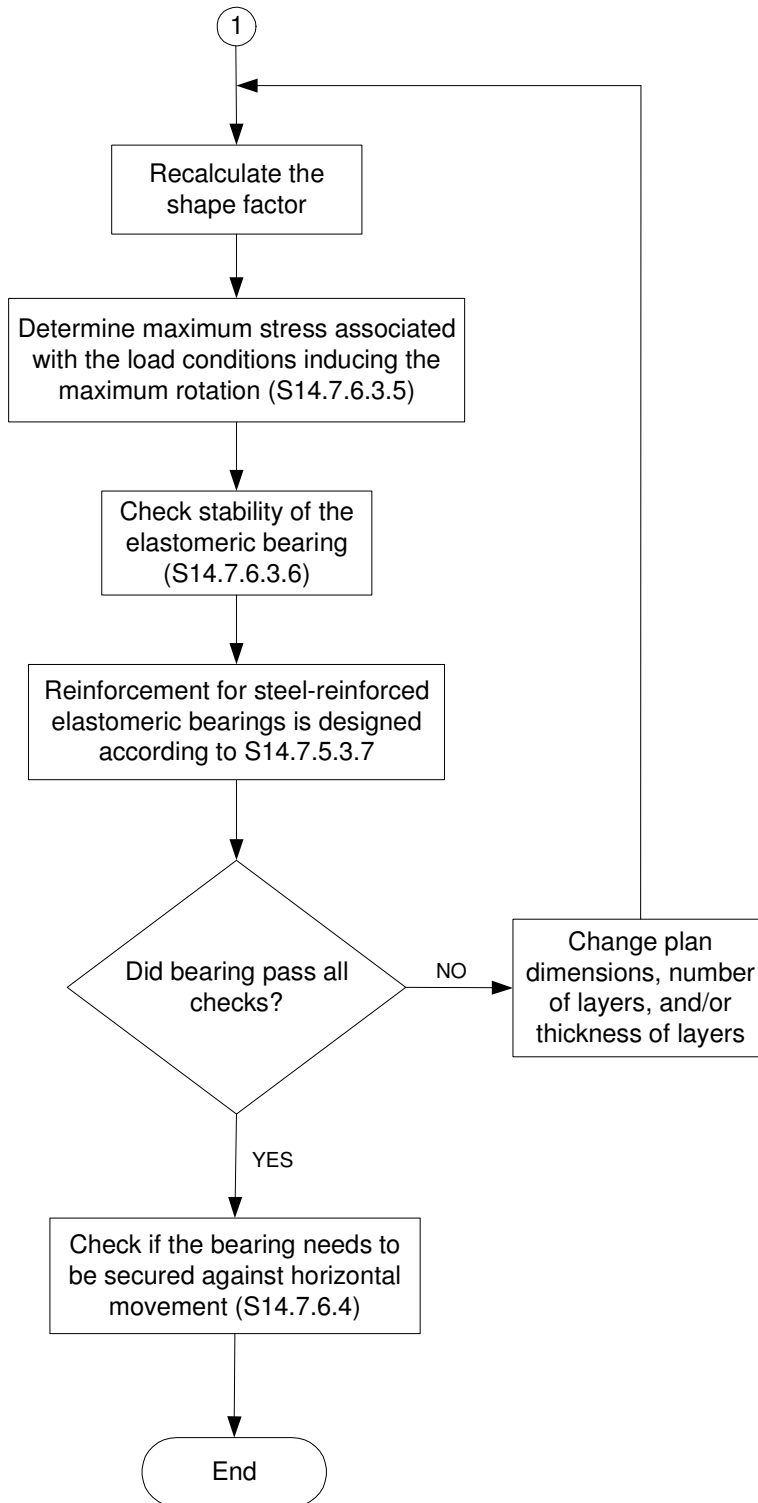 1
Recalculate the
shape factor
Determine maximum stress associated
with the load conditions inducing the
maximum rotation (S14.7.6.3.5)
Check stability of the
elastomeric bearing
(S14.7.6.3.6)
Reinforcement for steel-reinforced
elastomeric bearings is designed
according to S14.7.5.3.7
Did bearing pass all
checks?
NO
Change plan
dimensions, number
of layers, and/or
thickness of layers
YES
Check if the bearing needs to
be secured against horizontal
movement (S14.7.6.4)
End